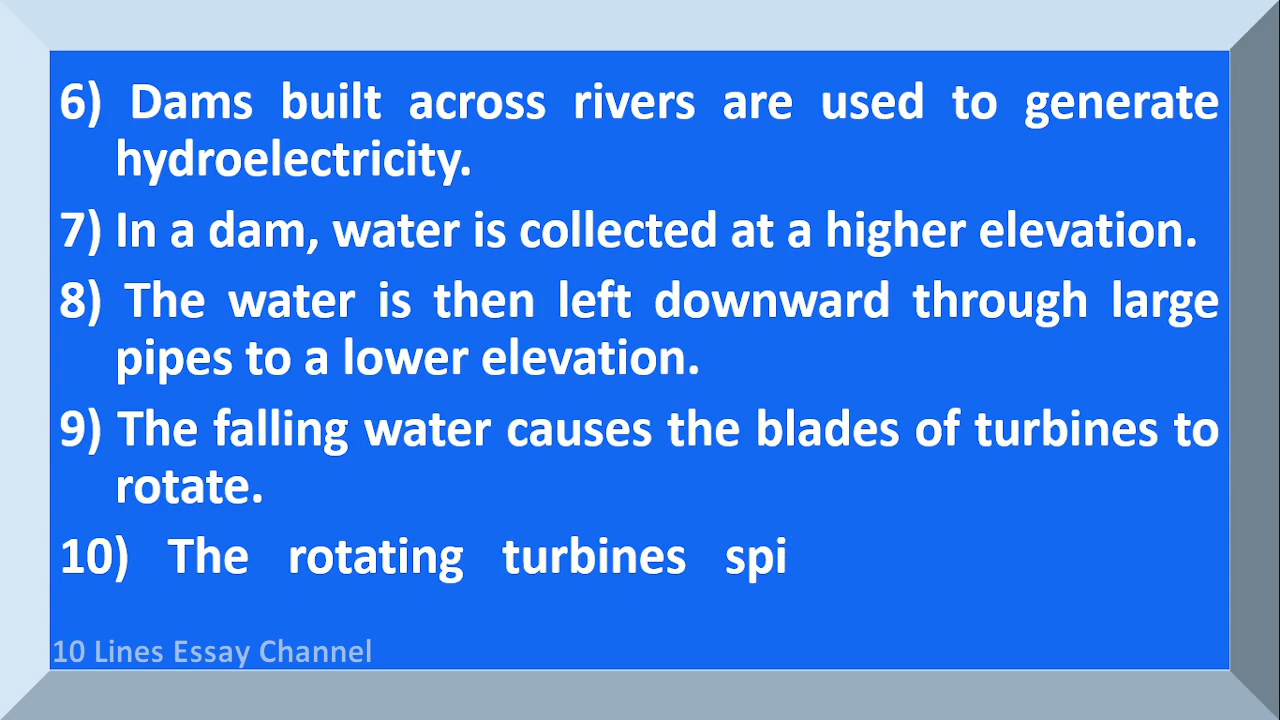 6) Dams built across rivers are used to generate
hydroelectricity.
7) In a dam, water is collected at a higher elevation.
8) The water is then left downward through large
pipes to a lower elevation.
9) The falling water causes the blades of turbines to
rotate.
10) The rotating turbines spi
10 Lines Essay Channel